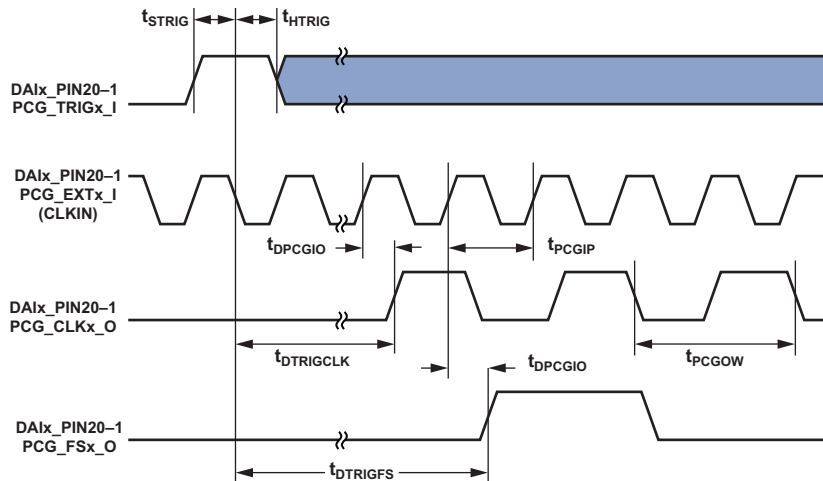 tSTRIG tHTRIG
DAIx_PIN20–1
PCG_TRIGx_I
DAIx_PIN20–1
PCG_EXTx_I
(CLKIN)
tDPCGIO tPCGIP
DAIx_PIN20–1
PCG_CLKx_O
tDTRIGCLK tDPCGIO tPCGOW
DAIx_PIN20–1
PCG_FSx_O
tDTRIGFS